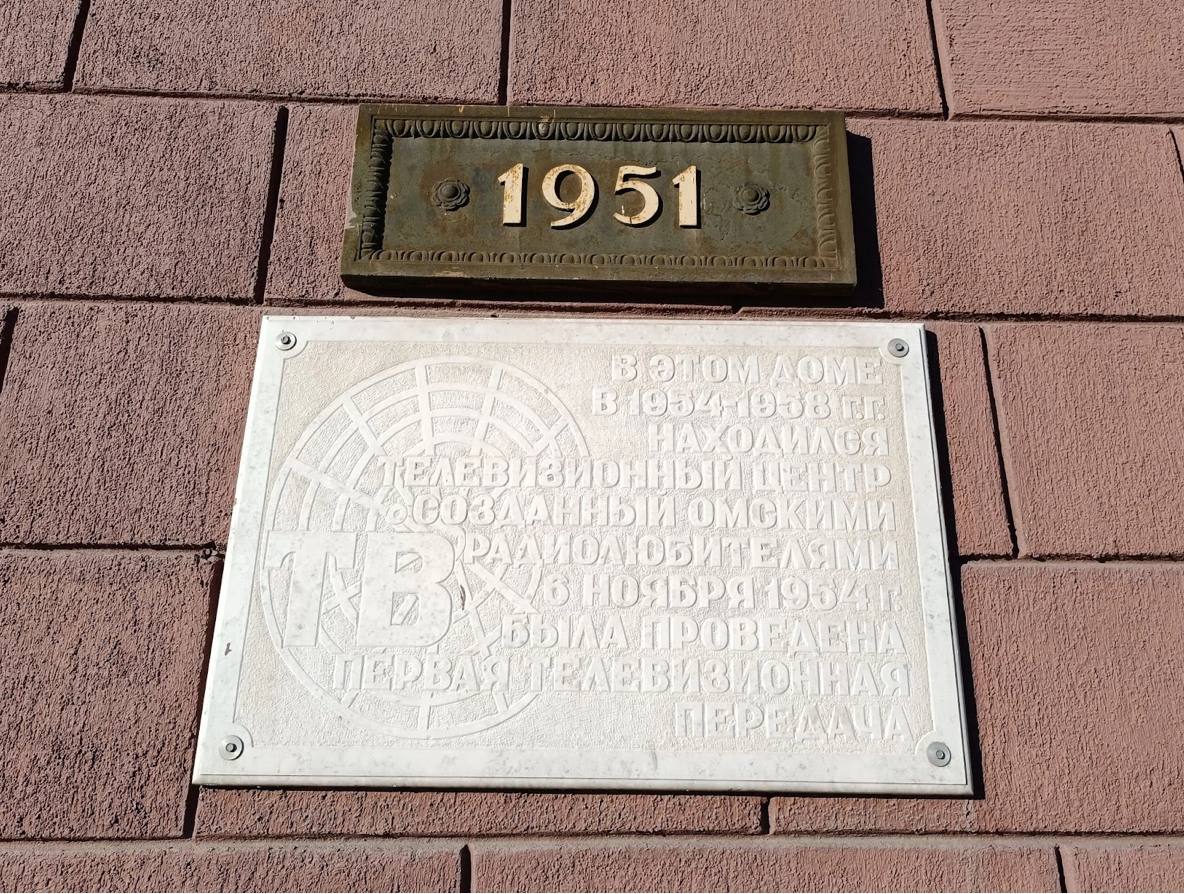 1951
В ЭТОМ ДОМЕ
В 1954-1958 Г.Г.
НАХОДИЛСЯ
ТЕЛЕВИЗИОННЫЙ ЦЕНТР
СОЗДАННЫЙ ОМСКИМИ
РАДИОЛЮБИТЕЛЯМИ
6 НОЯБРЯ 1954 Г.
БЫЛА ПРОВЕДЕНА
ПЕРВАЯ ТЕЛЕВИЗИОННАЯ
ПЕРЕДАЧА
ТВ